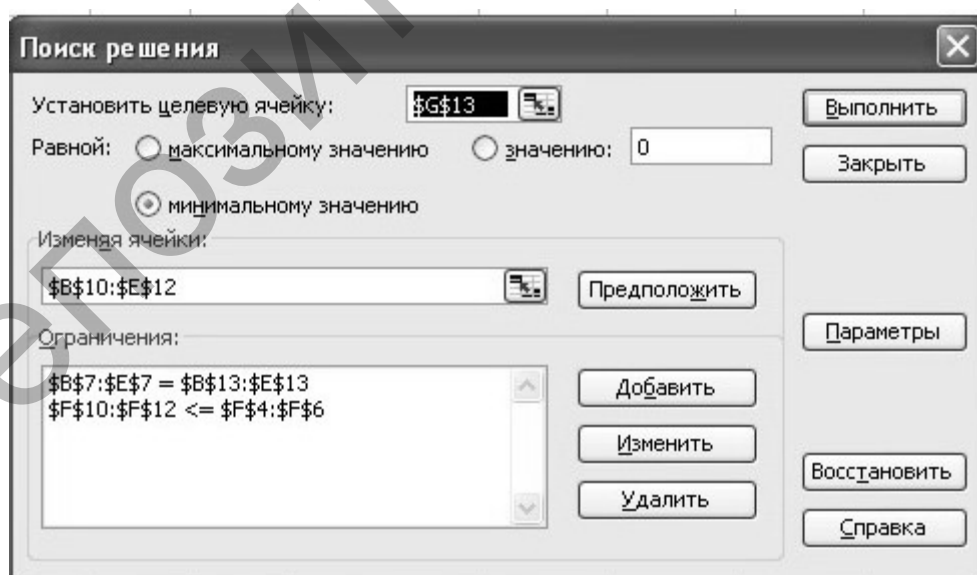 Поиск решения
Установить целевую ячейку: $G$13
Выполнить
Равной: максимальному значению значению: 0
Закрыть
минимальному значению
Изменяя ячейки:
$B$10:$E$12
Предположить
Параметры
Ограничения:
$B$7:$E$7 = $B$13:$E$13
$F$10:$F$12 <= $F$4:$F$6
Добавить
Изменить
Удалить
Восстановить
Справка